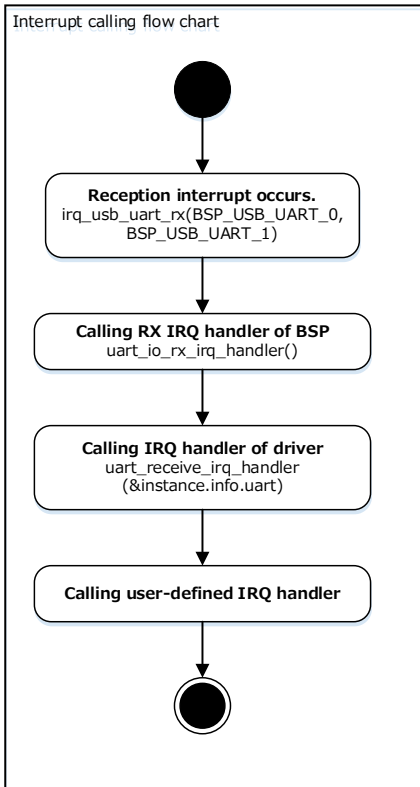 Interrupt calling flow chart
Reception interrupt occurs.
irq_usb_uart_rx(BSP_USB_UART_0,
BSP_USB_UART_1)
Calling RX IRQ handler of BSP
uart_io_rx_irq_handler()
Calling IRQ handler of driver
uart_receive_irq_handler
(&instance.info.uart)
Calling user-defined IRQ handler